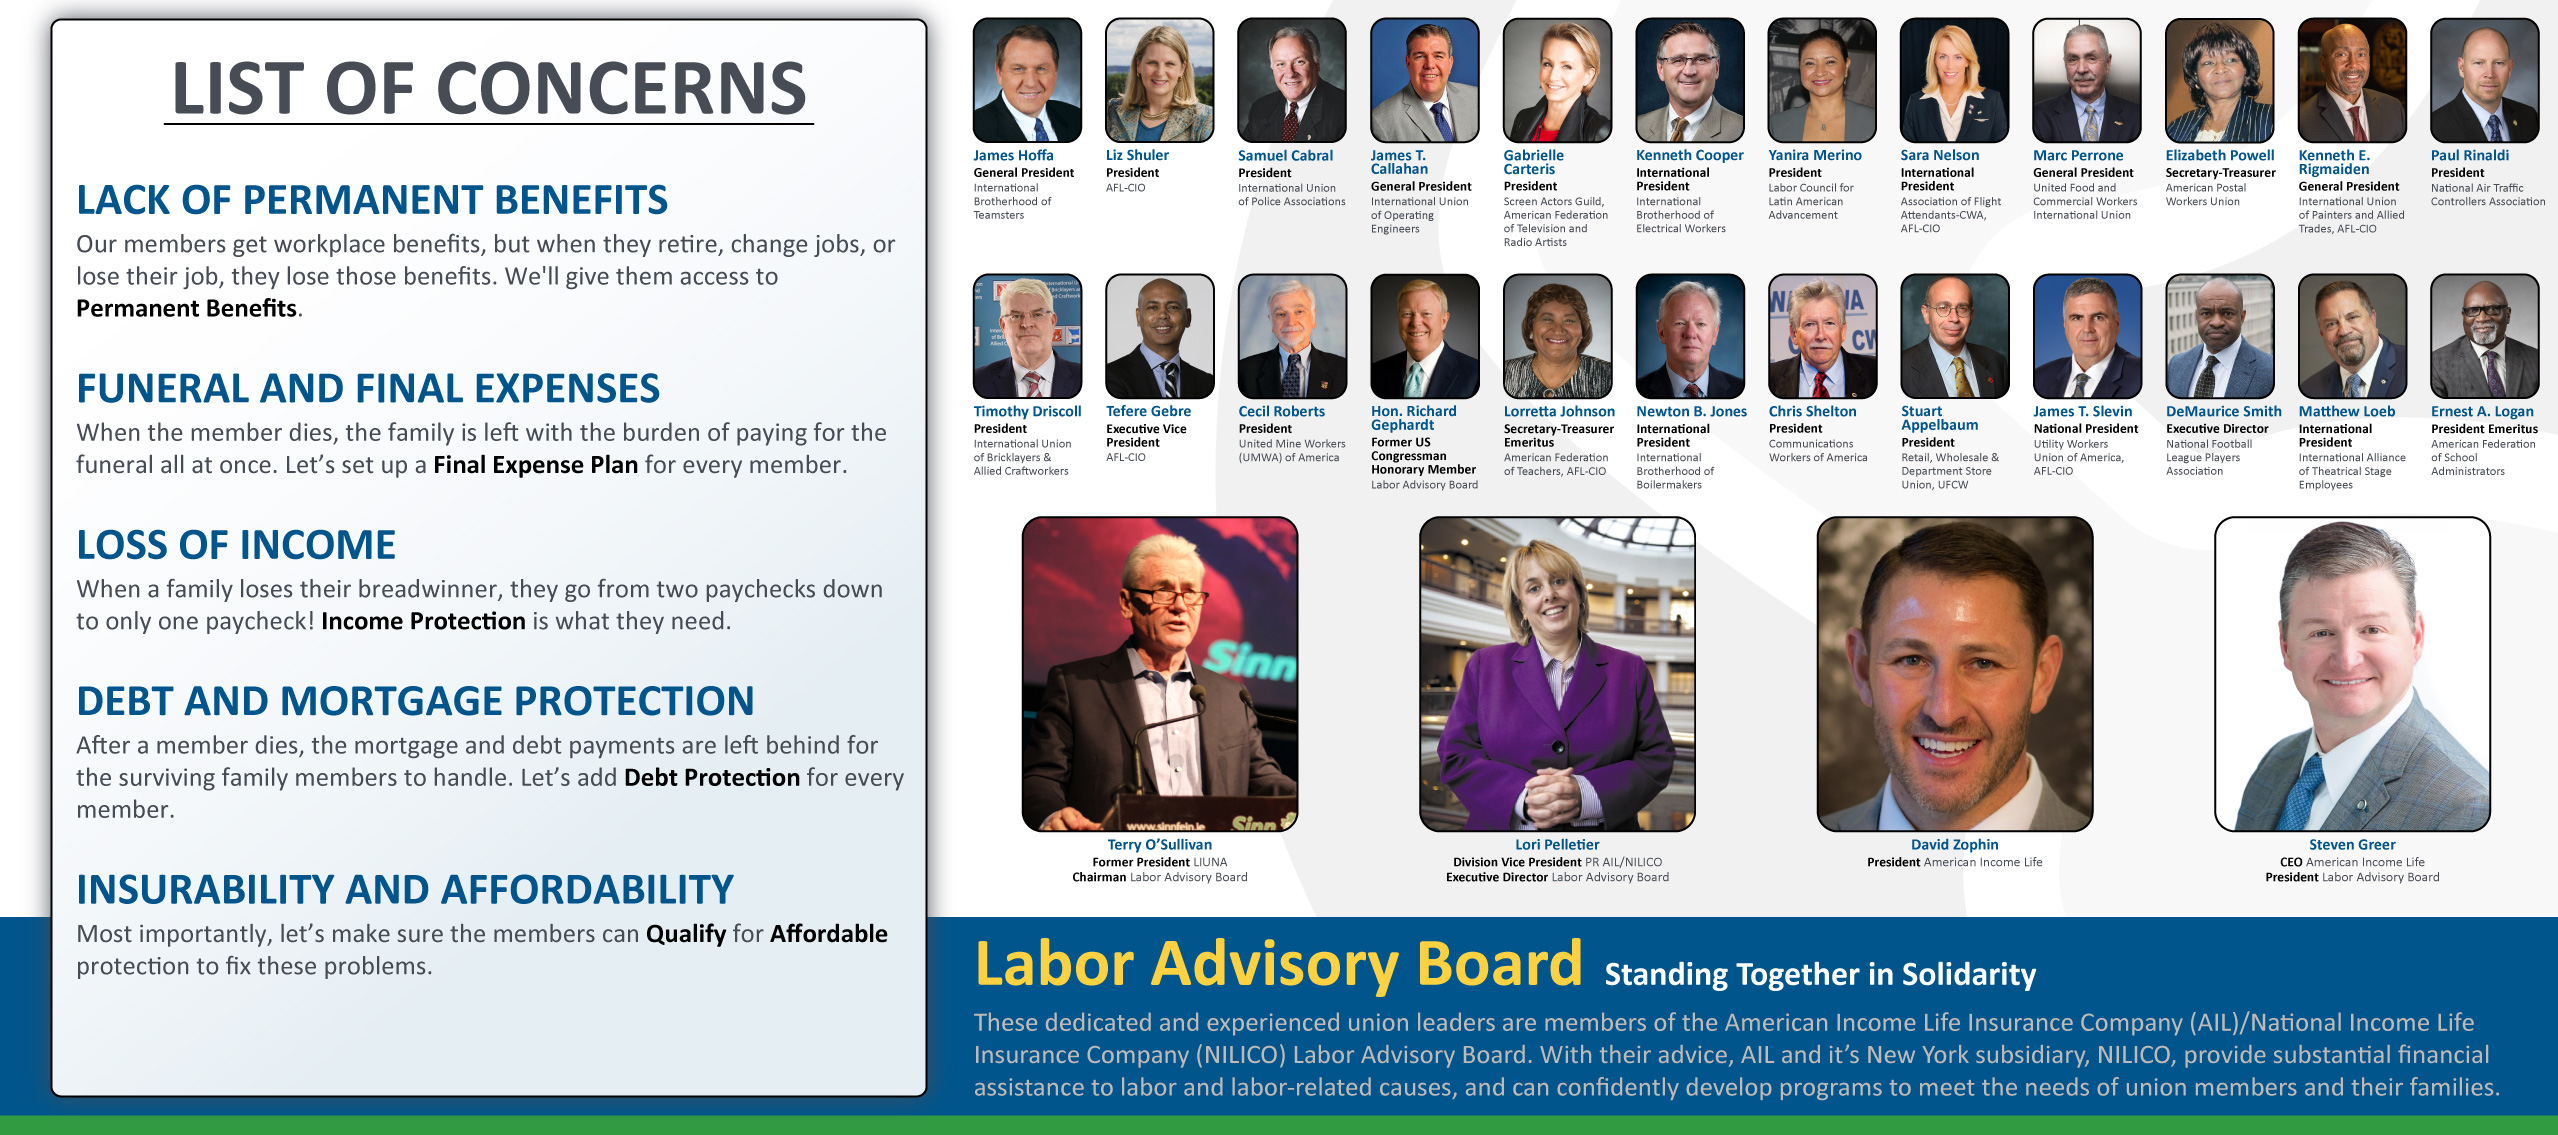 LIST OF CONCERNS
LACK OF PERMANENT BENEFITS
Our members get workplace benefits, but when they retire, change jobs, or
lose their job, they lose those benefits. We'll give them access to
Permanent Benefits.
FUNERAL AND FINAL EXPENSES
When the member dies, the family is left with the burden of paying for the
funeral all at once. Let’s set up a Final Expense Plan for every member.
LOSS OF INCOME
When a family loses their breadwinner, they go from two paychecks down
to only one paycheck! Income Protection is what they need.
DEBT AND MORTGAGE PROTECTION
After a member dies, the mortgage and debt payments are left behind for
the surviving family members to handle. Let’s add Debt Protection for every
member.
INSURABILITY AND AFFORDABILITY
Most importantly, let’s make sure the members can Qualify for Affordable
protection to fix these problems.
James Hoffa
General President
International
Brotherhood of
Teamsters
Liz Shuler
President
AFL-CIO
Samuel Cabral
President
International Union
of Police Associations
James T.
Callahan
General President
International Union
of Operating
Engineers
Gabrielle
Carteris
President
Screen Actors Guild,
American Federation
of Television and
Radio Artists
Kenneth Cooper
International
President
International
Brotherhood of
Electrical Workers
Yanira Merino
President
Labor Council for
Latin American
Advancement
Sara Nelson
International
President
Association of Flight
Attendants-CWA,
AFL-CIO
Marc Perrone
General President
United Food and
Commercial Workers
International Union
Elizabeth Powell
Secretary-Treasurer
American Postal
Workers Union
Kenneth E.
Rigmaiden
General President
International Union
of Painters and Allied
Trades, AFL-CIO
Paul Rinaldi
President
National Air Traffic
Controllers Association
Timothy Driscoll
President
International Union
of Bricklayers &
Allied Craftworkers
Tefere Gebre
Executive Vice
President
AFL-CIO
Cecil Roberts
President
United Mine Workers
(UMWA) of America
Hon. Richard
Gephardt
Former US
Congressman
Honorary Member
Labor Advisory Board
Lorretta Johnson
Secretary-Treasurer
Emeritus
American Federation
of Teachers, AFL-CIO
Newton B. Jones
International
President
International
Brotherhood of
Boilermakers
Chris Shelton
President
Communications
Workers of America
Stuart
Appelbaum
President
Retail, Wholesale &
Department Store
Union, UFCW
James T. Slevin
National President
Utility Workers
Union of America,
AFL-CIO
DeMaurice Smith
Executive Director
National Football
League Players
Association
Matthew Loeb
International
President
International Alliance
of Theatrical Stage
Employees
Ernest A. Logan
President Emeritus
American Federation
of School
Administrators
Sinn
www.sinnfein.ie
Sinn
Terry O’Sullivan
Former President LIUNA
Chairman Labor Advisory Board
Lori Pelletier
Division Vice President PR AIL/NILICO
Executive Director Labor Advisory Board
David Zophin
President American Income Life
Steven Greer
CEO American Income Life
President Labor Advisory Board
Labor Advisory Board Standing Together in Solidarity
These dedicated and experienced union leaders are members of the American Income Life Insurance Company (AIL)/National Income Life
Insurance Company (NILICO) Labor Advisory Board. With their advice, AIL and it’s New York subsidiary, NILICO, provide substantial financial
assistance to labor and labor-related causes, and can confidently develop programs to meet the needs of union members and their families.